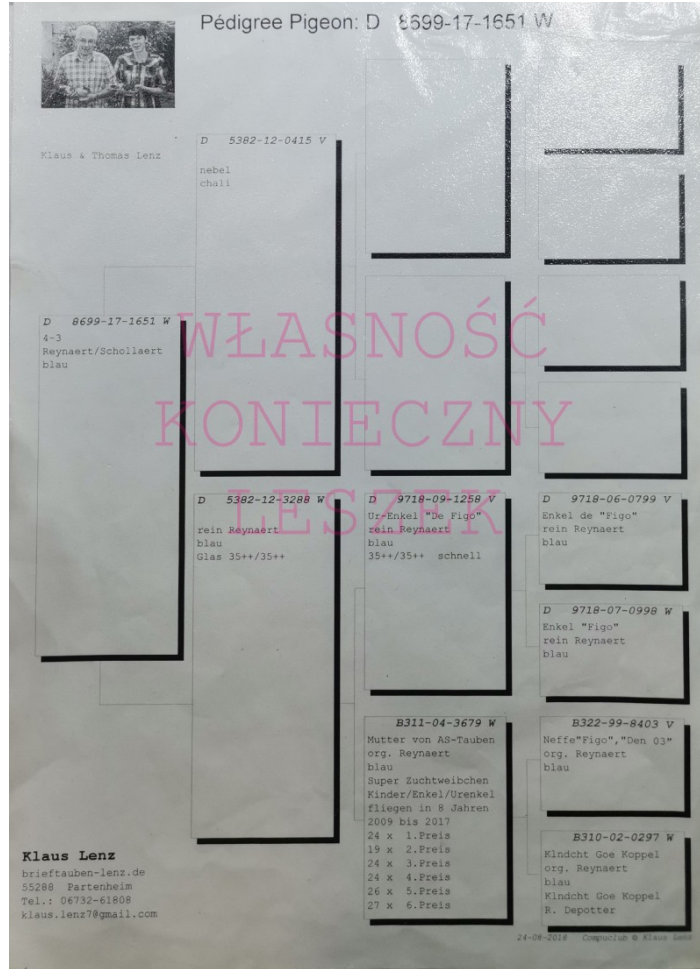 Pédigree Pigeon: D 8699-17-1651 W
Klaus & Thomas Lenz
D 5382-12-0415 V
nebel
chali
D 8699-17-1651 W
4-3
Reynaert/Schollaert
blau
WŁASNOŚĆ
KONIECZNY
LESZEK
D 5382-12-3288 W
rein Reynaert
blau
Glas 35++/35++
D 9718-09-1258 V
Ur-Enkel "De Figo"
rein Reynaert
blau
35++/35++ schnell
D 9718-06-0799 V
Enkel de "Figo"
rein Reynaert
blau
D 9718-07-0998 W
Enkel "Figo"
rein Reynaert
blau
B311-04-3679 W
Mutter von AS-Tauben
org. Reynaert
blau
Super Zuchtweibchen
Kinder/Enkel/Urenkel
fliegen in 8 Jahren
2009 bis 2017
24 x 1.Preis
19 x 2.Preis
24 x 3.Preis
24 x 4.Preis
26 x 5.Preis
27 x 6.Preis
B322-99-8403 V
Neffe"Figo","Den 03"
org. Reynaert
blau
B310-02-0297 W
Klndcht Goe Koppel
org. Reynaert
blau
Klndcht Goe Koppel
R. Depotter
Klaus Lenz
brieftauben-lenz.de
55288 Partenheim
Tel.: 06732-61808
klaus.lenz7@gmail.com
24-08-2018 Compuclub © Klaus Lenz